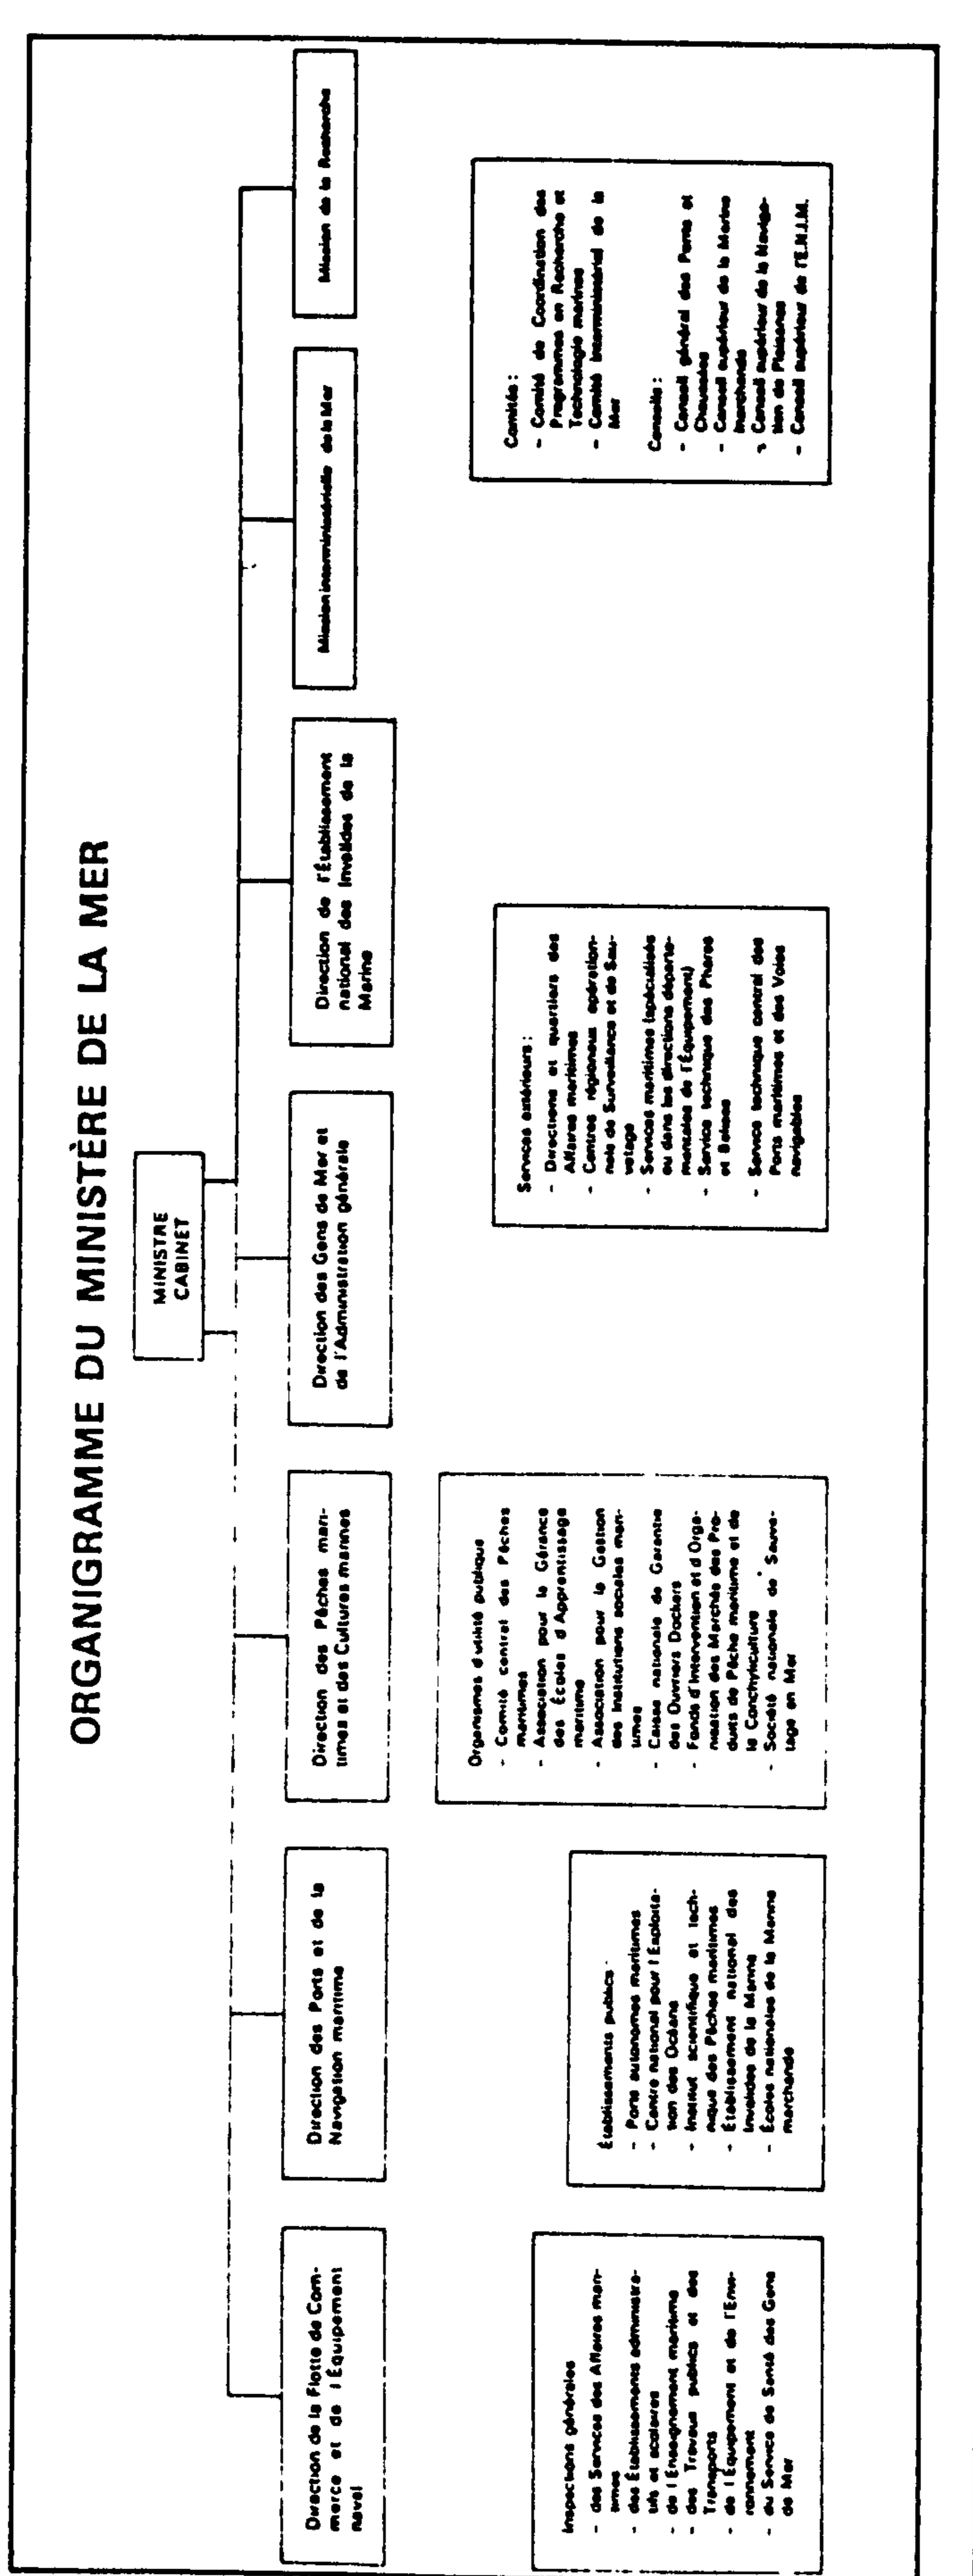 ORGANIGRAMME DU MINISTÈRE DE LA MER
MINISTRE
CABINET
Direction de la Flotte de Com-
merce et de l'Équipement
naval
Direction des Ports et de la
Navigation maritime
Direction des Pêches mari-
times et des Cultures marines
Direction des Gens de Mer et
de l'Administration générale
Direction de l'Établissement
national des Invalides de la
Marine
Mission interministérielle de la Mer
Mission de la Recherche
Inspections générales
- des Services des Affaires mari-
times
- des Établissements administra-
tifs et scolaires
- de l'Enseignement maritime
- des Travaux publics et des
Transports
- de l'Équipement et de l'Envi-
ronnement
- du Service de Santé des Gens
de Mer
Établissements publics :
- Ports autonomes maritimes
- Centre national pour l'Exploita-
tion des Océans
- Institut scientifique et tech-
nique des Pêches maritimes
- Établissement national des
Invalides de la Marine
- Écoles nationales de la Marine
marchande
Organismes d'utilité publique
- Comité central des Pêches
maritimes
- Association pour la Gérance
des Écoles d'Apprentissage
maritime
- Association pour la Gestion
des Institutions sociales mari-
times
- Caisse nationale de Garantie
des Ouvriers Dockers
- Fonds d'Intervention et d'Orga-
nisation des Marchés des Pro-
duits de Pêche maritime et de
la Conchyliculture
- Société nationale de Sauve-
tage en Mer
Services extérieurs :
- Directions et quartiers des
Affaires maritimes
- Centres régionaux opération-
nels de Surveillance et de Sau-
vetage
- Services maritimes (spécialisés
ou dans les directions départe-
mentales de l'Équipement)
- Service technique des Phares
et Balises
- Service technique central des
Ports maritimes et des Voies
navigables
Comités :
- Comité de Coordination des
Programmes en Recherche et
Technologie marines
- Comité interministériel de la
Mer
Conseils :
- Conseil général des Ponts et
Chaussées
- Conseil supérieur de la Marine
marchande
- Conseil supérieur de la Naviga-
tion de Plaisance
- Conseil supérieur de l'E.N.I.M.